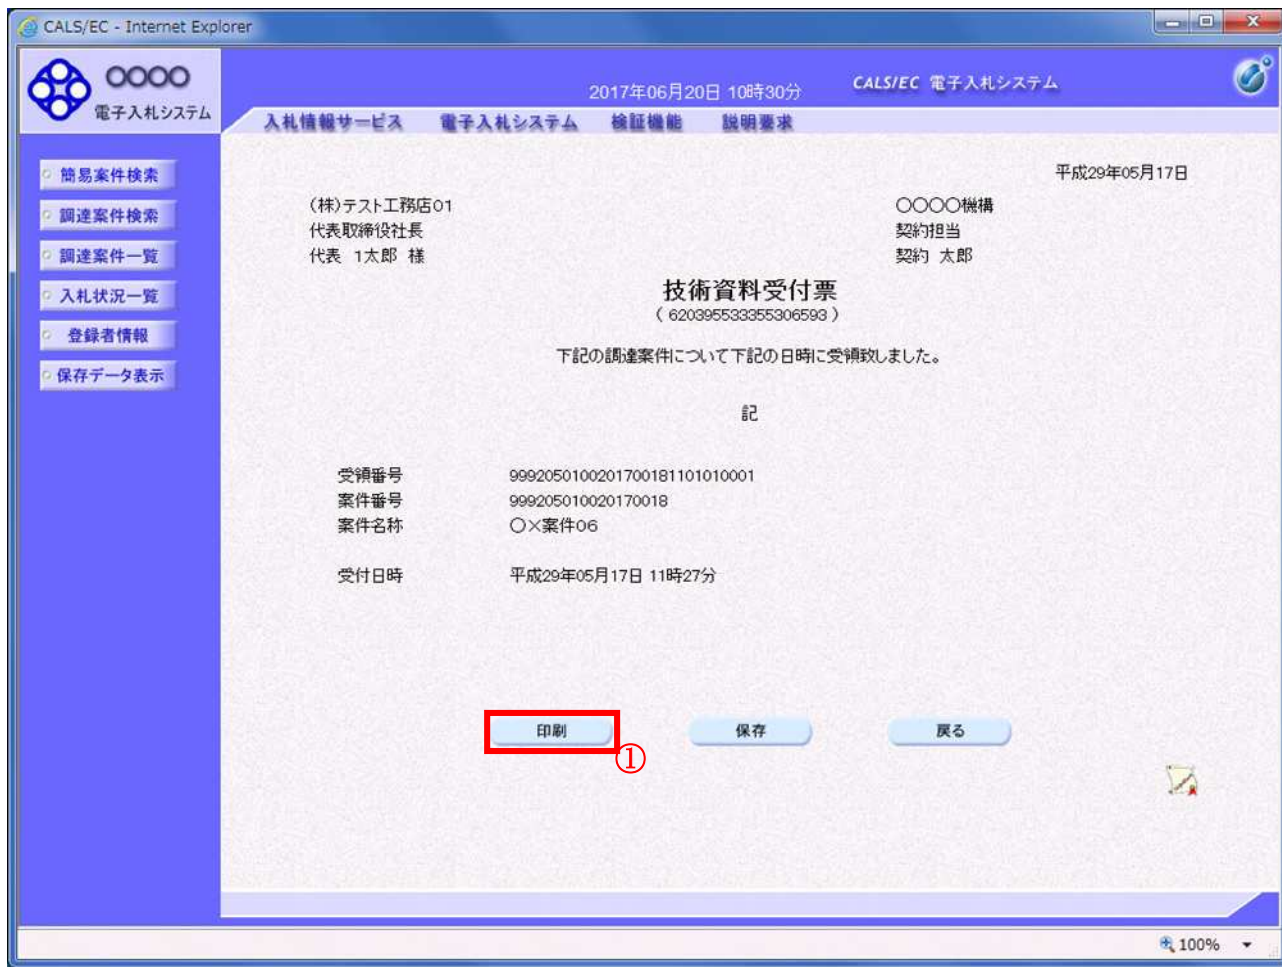 CALS/EC - Internet Explorer
〇〇〇〇
電子入札システム
2017年06月20日 10時30分
CALS/EC 電子入札システム
入札情報サービス 電子入札システム 検証機能 説明要求
簡易案件検索
調達案件検索
調達案件一覧
入札状況一覧
登録者情報
保存データ表示
平成29年05月17日
(株)テスト工務店01
代表取締役社長
代表 1太郎 様
〇〇〇〇機構
契約担当
契約 太郎
技術資料受付票
( 620395533355306593 )
下記の調達案件について下記の日時に受領致しました。
記
受領番号 9992050100201700181101010001
案件番号 999205010020170018
案件名称 〇×案件06
受付日時 平成29年05月17日 11時27分
印刷 保存 戻る
①
100%